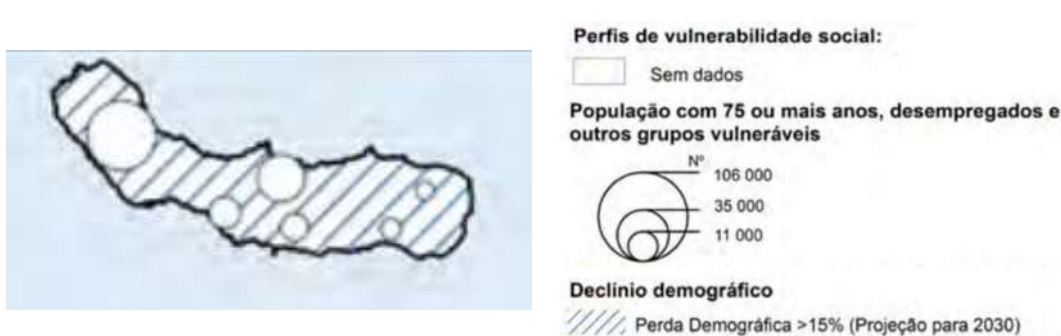 Perfis de vulnerabilidade social:
Sem dados
População com 75 ou mais anos, desempregados e
outros grupos vulneráveis
Nº
106 000
35 000
11 000
Declínio demográfico
Perda Demográfica >15% (Projeção para 2030)